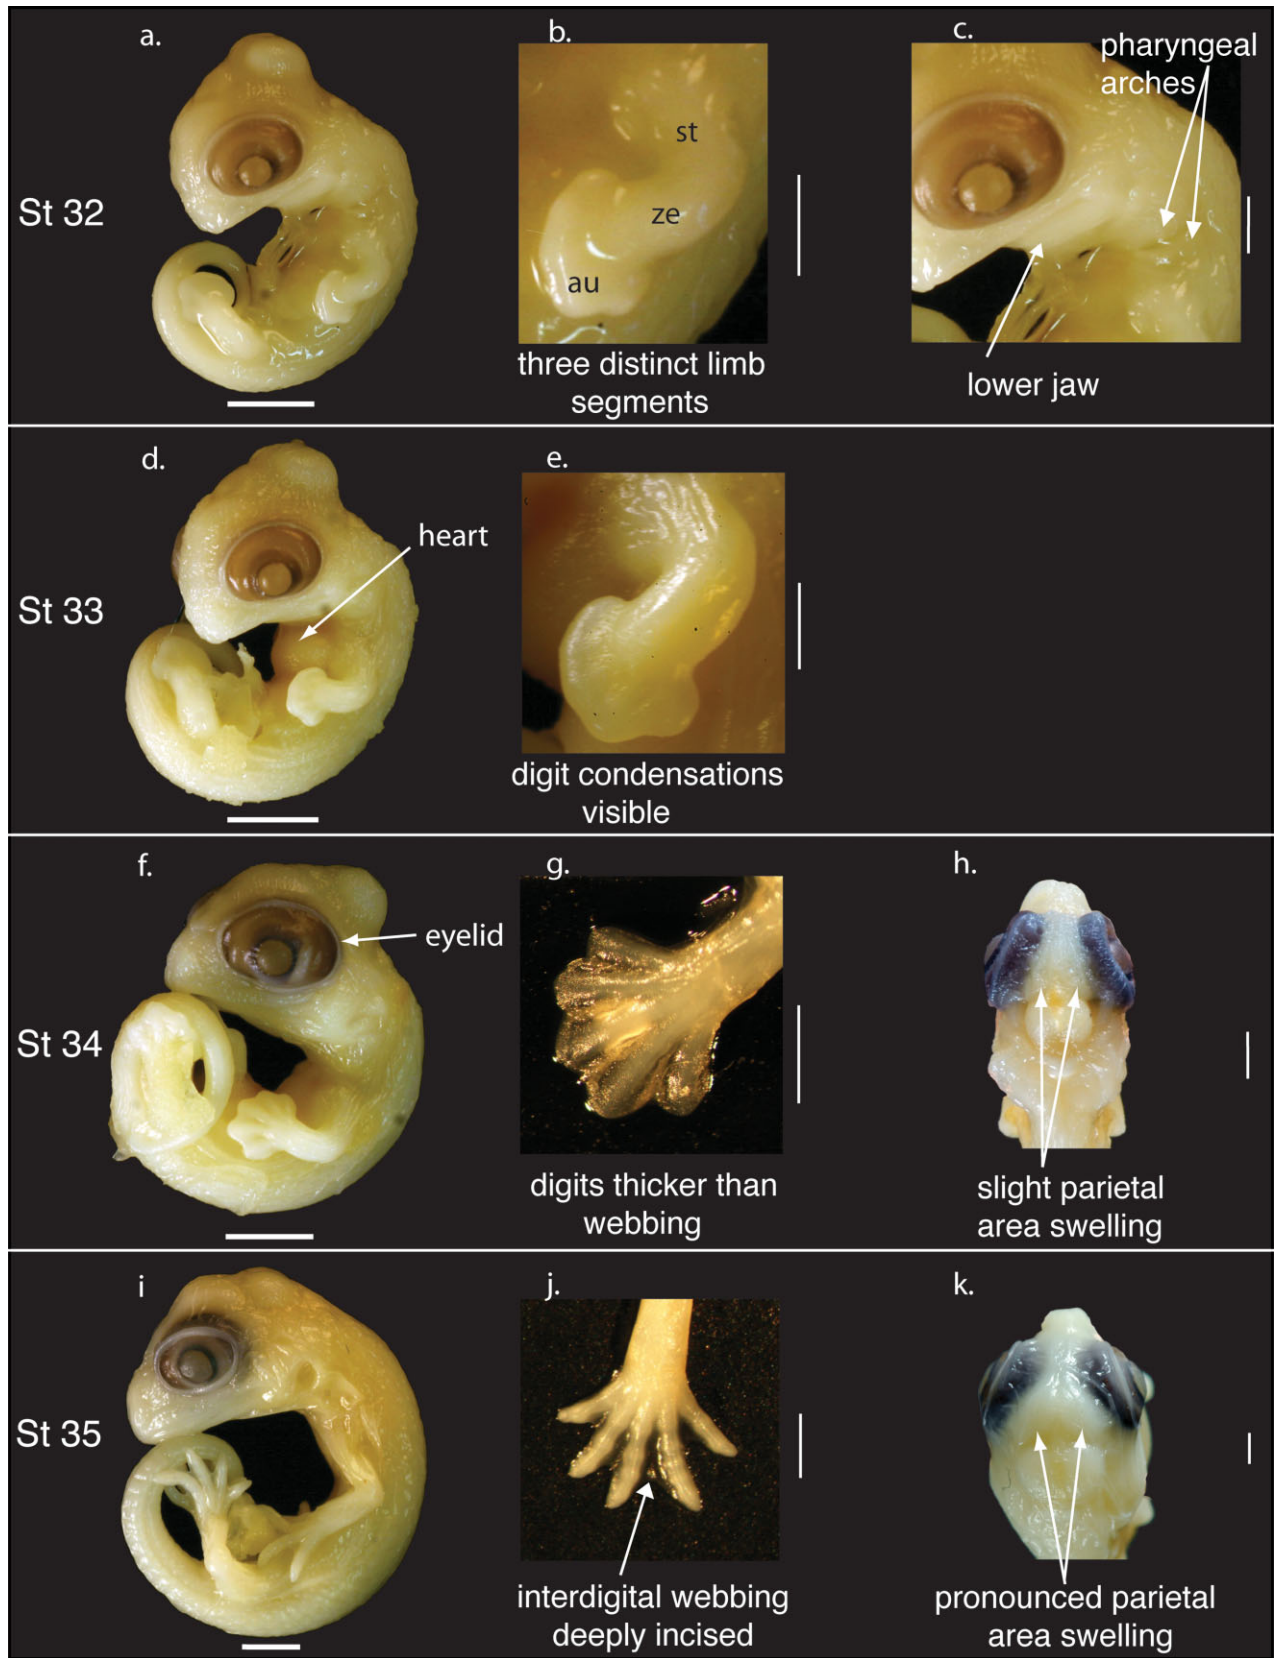 a.
b.
c.
pharyngeal
arches
St 32
st
ze
au
three distinct limb
segments
lower jaw
d.
e.
heart
St 33
digit condensations
visible
f.
g.
h.
eyelid
St 34
digits thicker than
webbing
slight parietal
area swelling
i
j.
k.
St 35
interdigital webbing
deeply incised
pronounced parietal
area swelling